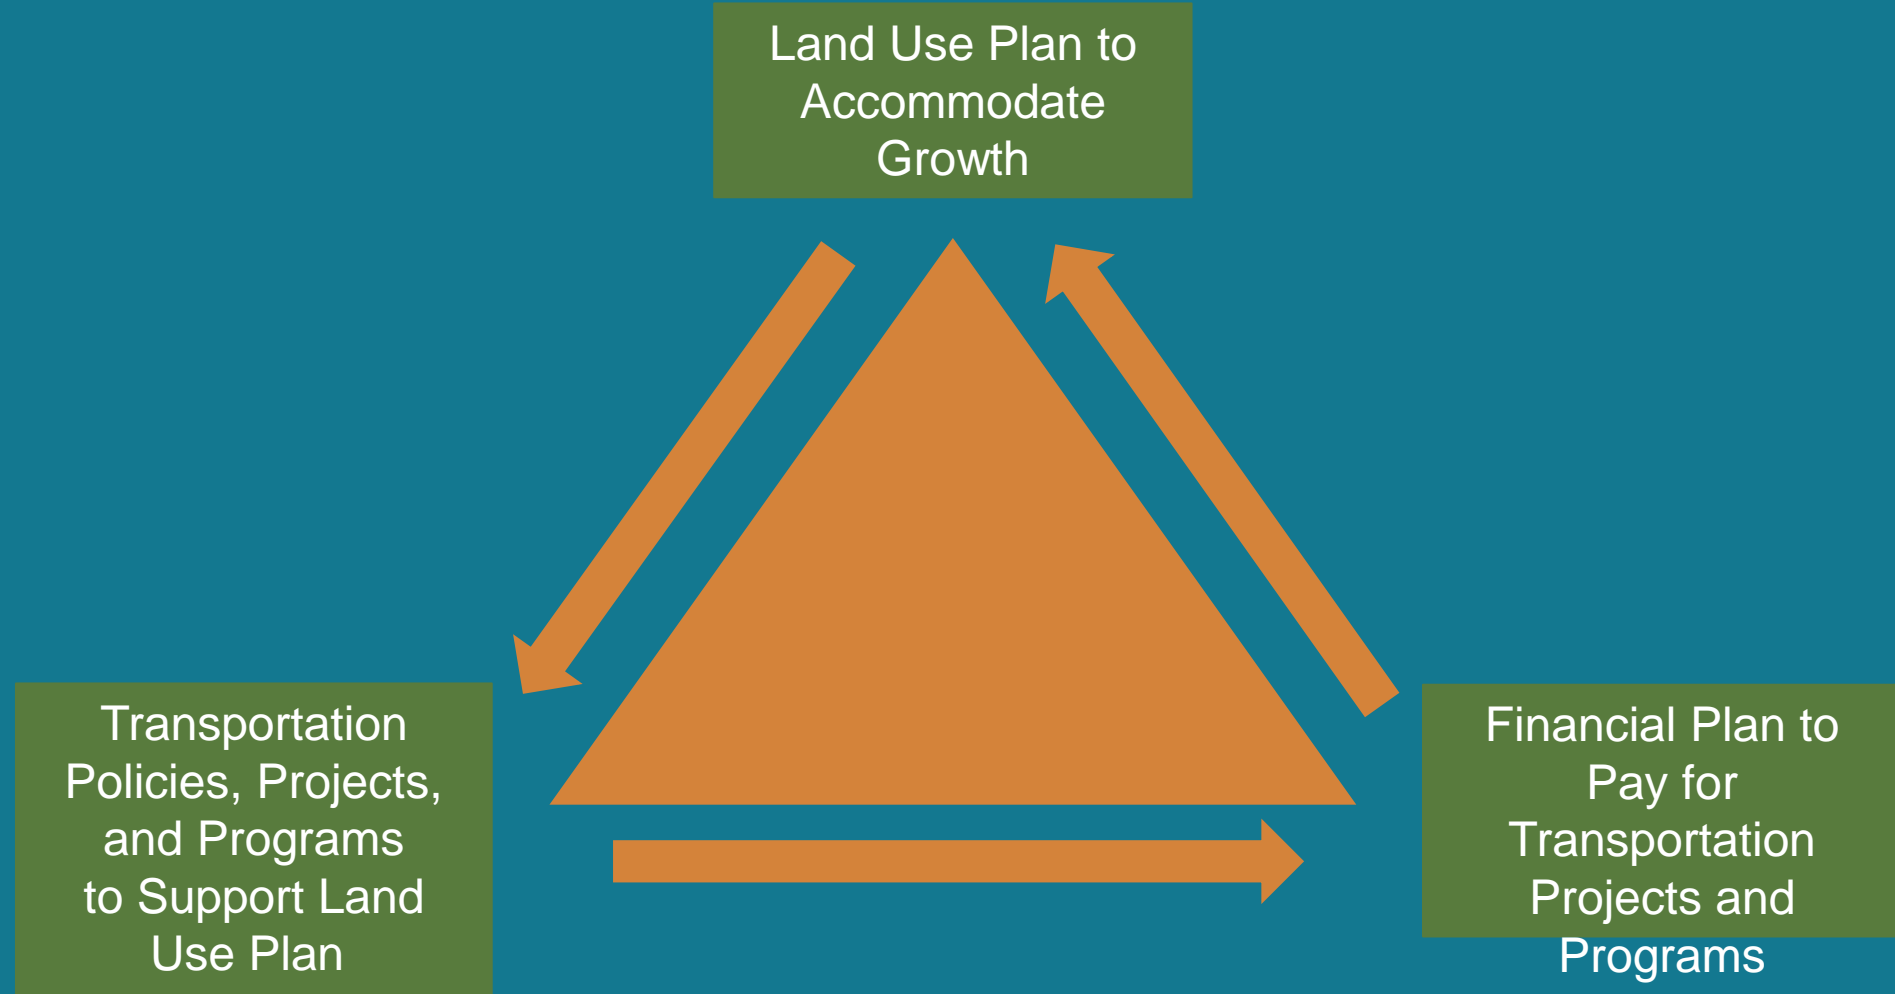 Land Use Plan to
Accommodate
Growth
Transportation
Policies, Projects,
and Programs
to Support Land
Use Plan
Financial Plan to
Pay for
Transportation
Projects and
Programs